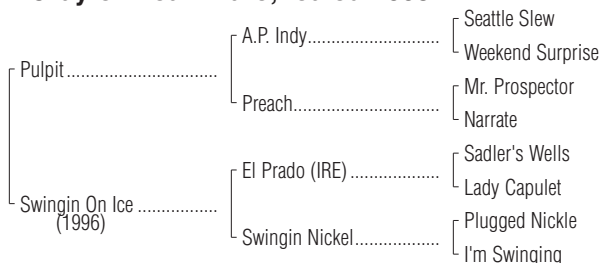 Seattle Slew
A.P. Indy
Weekend Surprise
Pulpit
Mr. Prospector
Preach
Narrate
Sadler's Wells
El Prado (IRE)
Lady Capulet
Swingin On Ice
(1996)
Plugged Nickle
Swingin Nickel
I'm Swinging